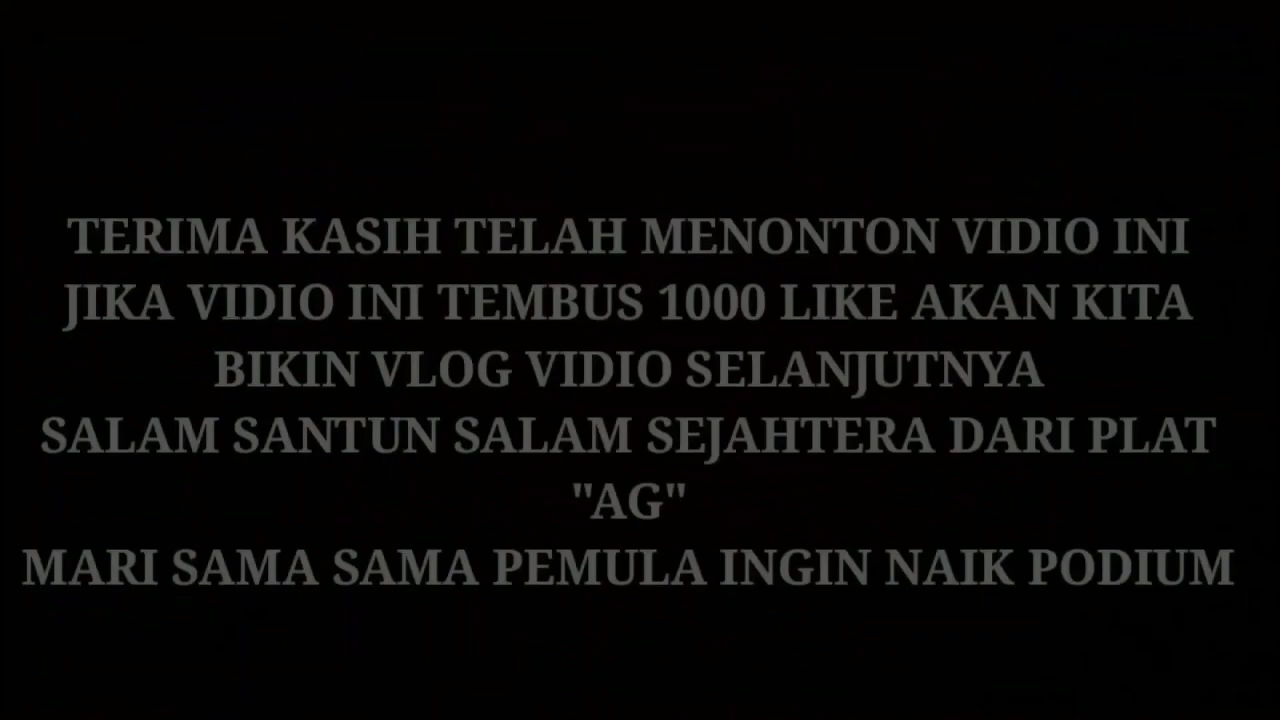 TERIMA KASIH TELAH MENONTON VIDIO INI
JIKA VIDIO INI TEMBUS 1000 LIKE AKAN KITA
BIKIN VLOG VIDIO SELANJUTNYA
SALAM SANTUN SALAM SEJAHTERA DARI PLAT
"AG"
MARI SAMA SAMA PEMULA INGIN NAIK PODIUM